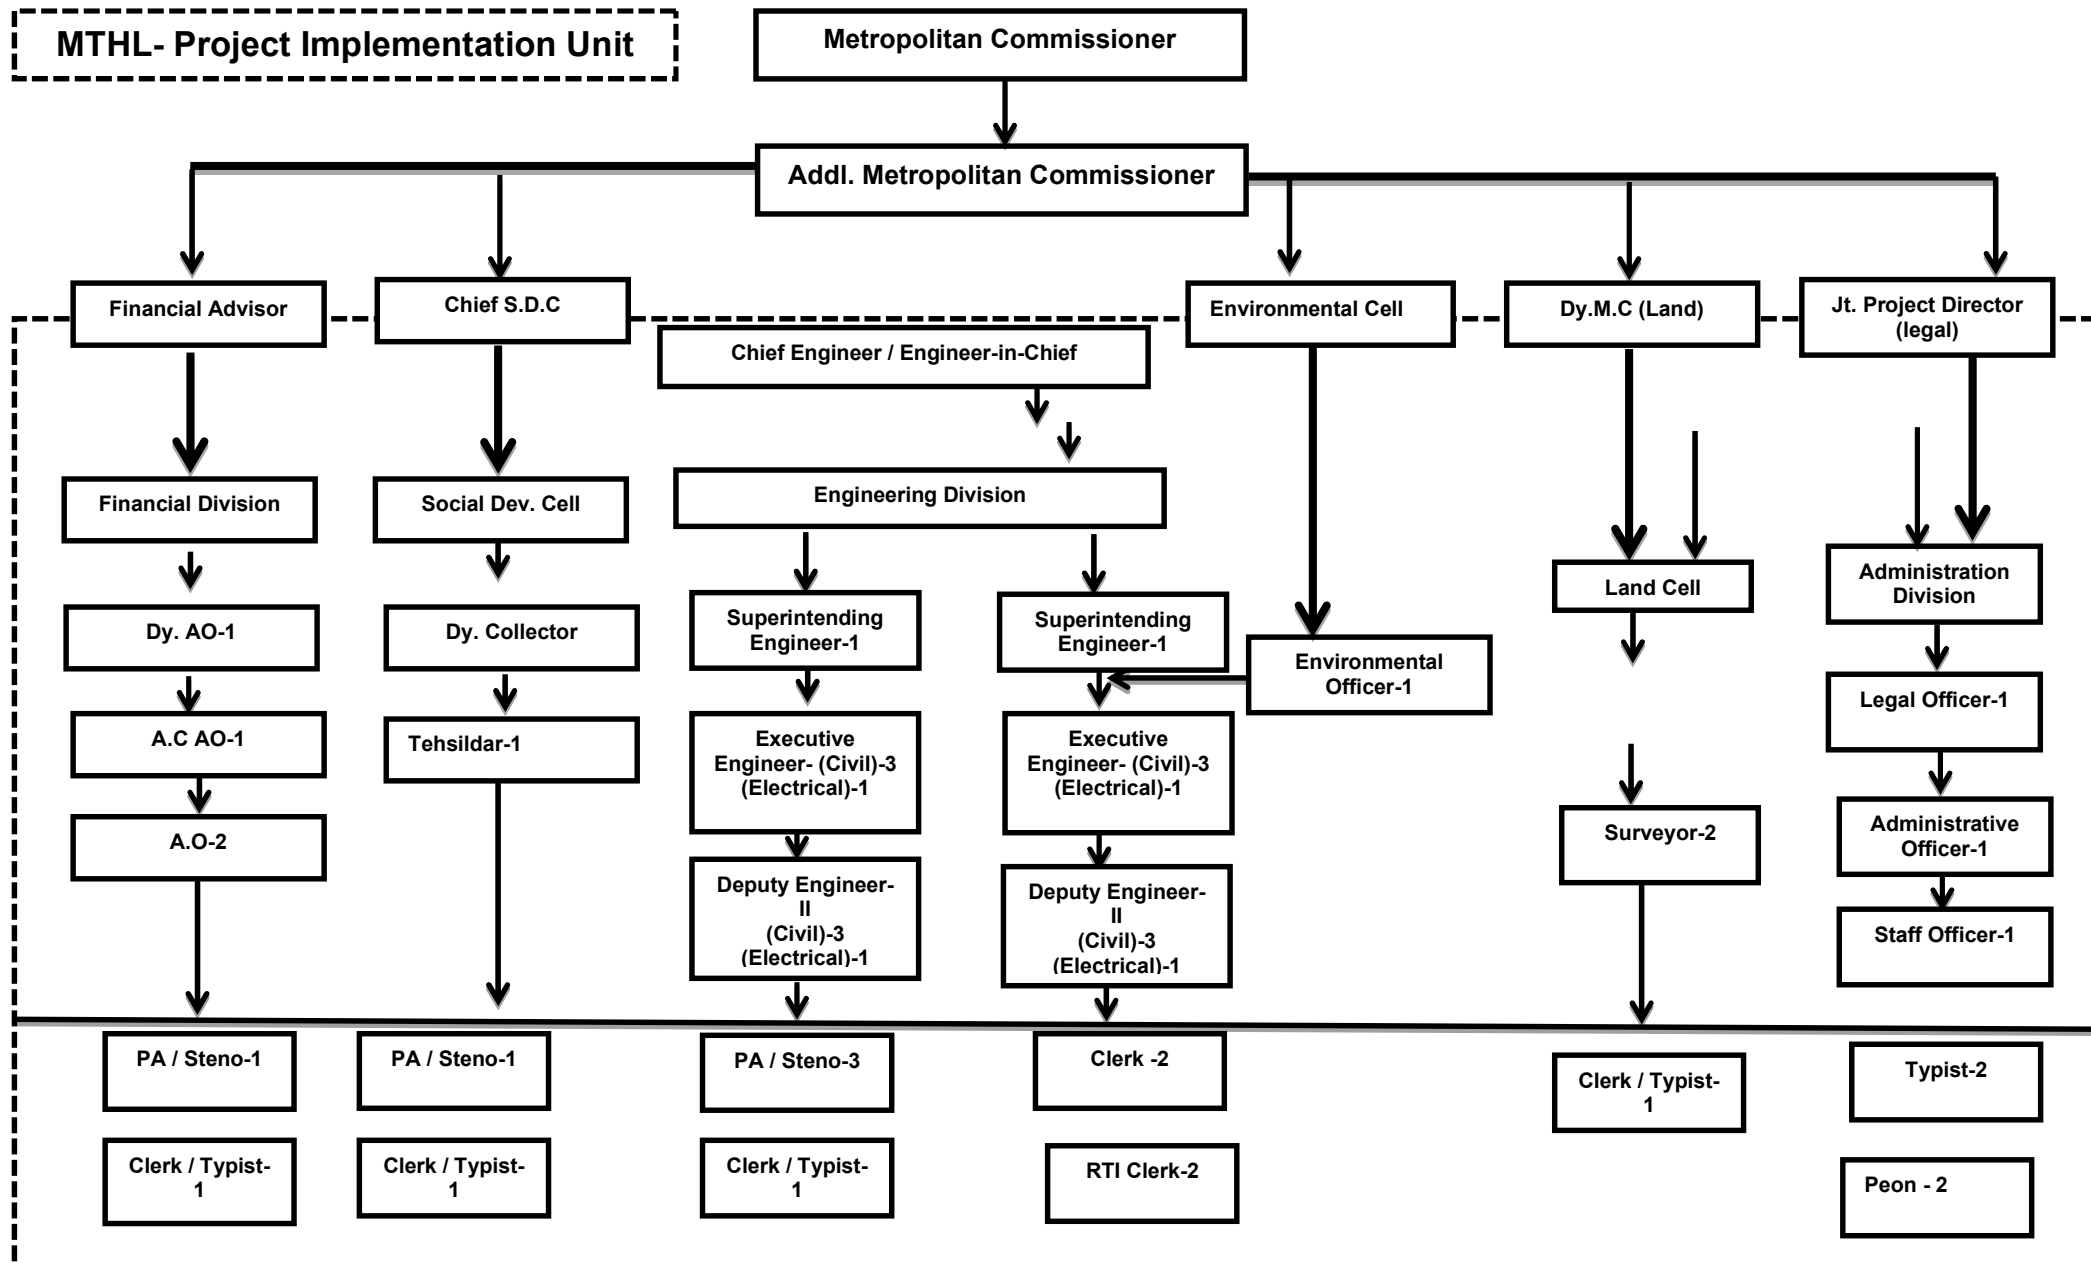 MTHL- Project Implementation Unit
Metropolitan Commissioner
Addl. Metropolitan Commissioner
Financial Advisor
Chief S.D.C
Environmental Cell
Dy.M.C (Land)
Jt. Project Director
(legal)
Chief Engineer / Engineer-in-Chief
Financial Division
Social Dev. Cell
Engineering Division
Land Cell
Administration
Division
Dy. AO-1
Dy. Collector
Superintending
Engineer-1
Superintending
Engineer-1
Environmental
Officer-1
Legal Officer-1
A.C AO-1
Tehsildar-1
Executive
Engineer- (Civil)-3
(Electrical)-1
Executive
Engineer- (Civil)-3
(Electrical)-1
A.O-2
Surveyor-2
Administrative
Officer-1
Deputy Engineer-
II
(Civil)-3
(Electrical)-1
Deputy Engineer-
II
(Civil)-3
(Electrical)-1
Staff Officer-1
PA / Steno-1
PA / Steno-1
PA / Steno-3
Clerk -2
Clerk / Typist-
1
Typist-2
Clerk / Typist-
1
Clerk / Typist-
1
Clerk / Typist-
1
RTI Clerk-2
Peon - 2